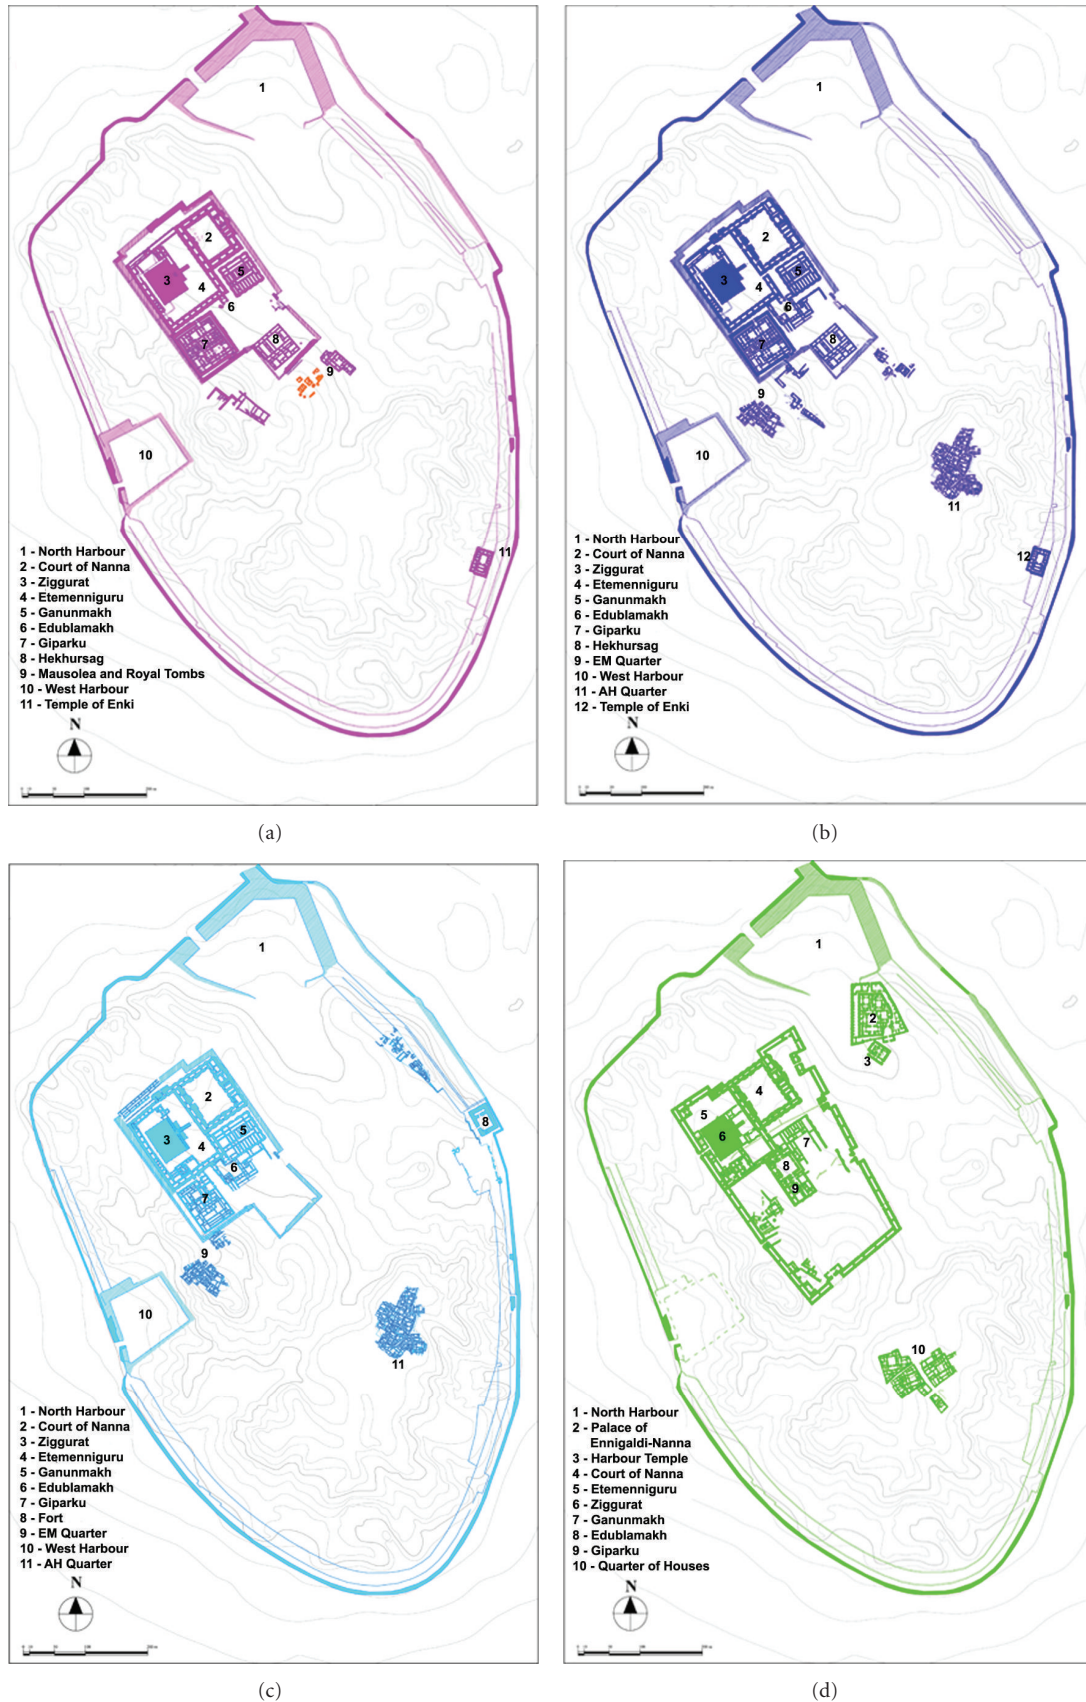 1
2
3
4
5
6
7
8
9
10
11
1 - North Harbour
2 - Court of Nanna
3 - Ziggurat
4 - Etemenniguru
5 - Ganunmakh
6 - Edublamakh
7 - Giparku
8 - Hekhursag
9 - Mausolea and Royal Tombs
10 - West Harbour
11 - Temple of Enki
N
(a)
1
2
3
4
5
6
7
8
9
10
11
12
1 - North Harbour
2 - Court of Nanna
3 - Ziggurat
4 - Etemenniguru
5 - Ganunmakh
6 - Edublamakh
7 - Giparku
8 - Hekhursag
9 - EM Quarter
10 - West Harbour
11 - AH Quarter
12 - Temple of Enki
N
(b)
1
2
3
4
5
6
7
8
9
10
11
1 - North Harbour
2 - Court of Nanna
3 - Ziggurat
4 - Etemenniguru
5 - Ganunmakh
6 - Edublamakh
7 - Giparku
8 - Fort
9 - EM Quarter
10 - West Harbour
11 - AH Quarter
N
(c)
1
2
3
4
5
6
7
8
9
10
1 - North Harbour
2 - Palace of
Ennigaldi-Nanna
3 - Harbour Temple
4 - Court of Nanna
5 - Etemenniguru
6 - Ziggurat
7 - Ganunmakh
8 - Edublamakh
9 - Giparku
10 - Quarter of Houses
N
(d)